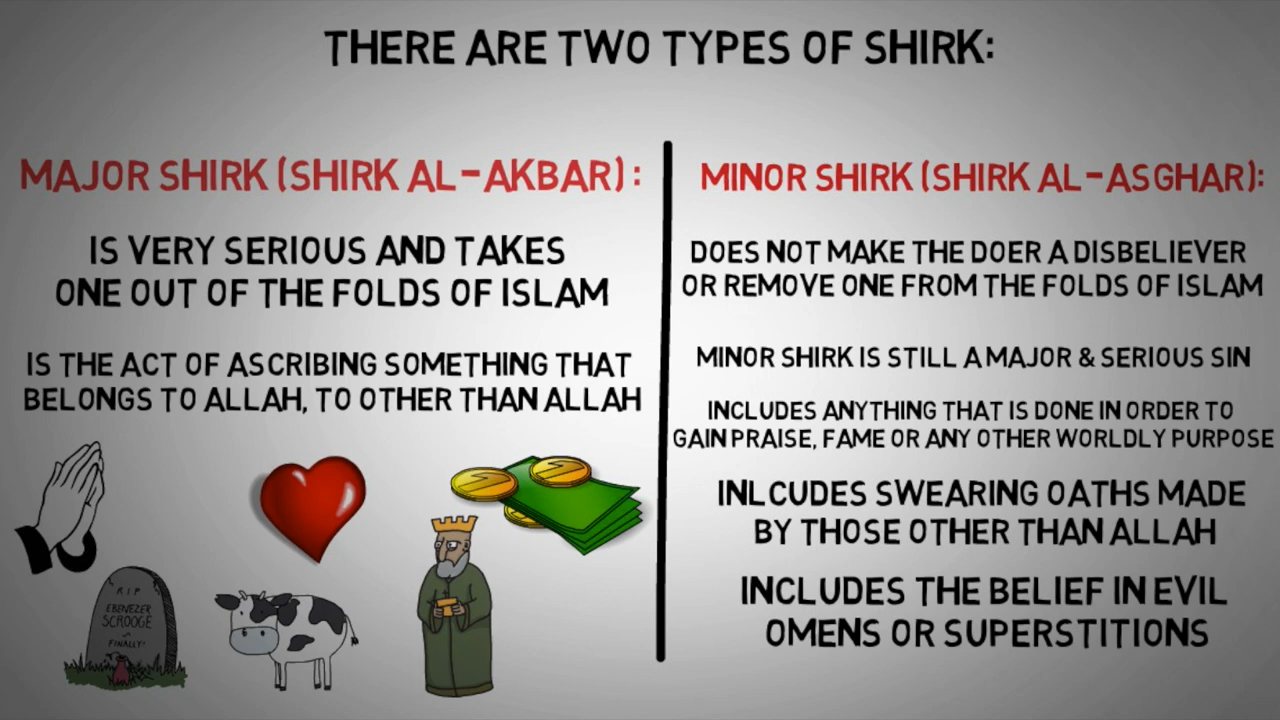 THERE ARE TWO TYPES OF SHIRK:
MAJOR SHIRK (SHIRK AL-AKBAR):
IS VERY SERIOUS AND TAKES
ONE OUT OF THE FOLDS OF ISLAM
IS THE ACT OF ASCRIBING SOMETHING THAT
BELONGS TO ALLAH, TO OTHER THAN ALLAH
RIP
EBENEZER
SCROOGE
FINALLY!
MINOR SHIRK (SHIRK AL-ASGHAR):
DOES NOT MAKE THE DOER A DISBELIEVER
OR REMOVE ONE FROM THE FOLDS OF ISLAM
MINOR SHIRK IS STILL A MAJOR & SERIOUS SIN
INCLUDES ANYTHING THAT IS DONE IN ORDER TO
GAIN PRAISE, FAME OR ANY OTHER WORLDLY PURPOSE
INLCUDES SWEARING OATHS MADE
BY THOSE OTHER THAN ALLAH
INCLUDES THE BELIEF IN EVIL
OMENS OR SUPERSTITIONS